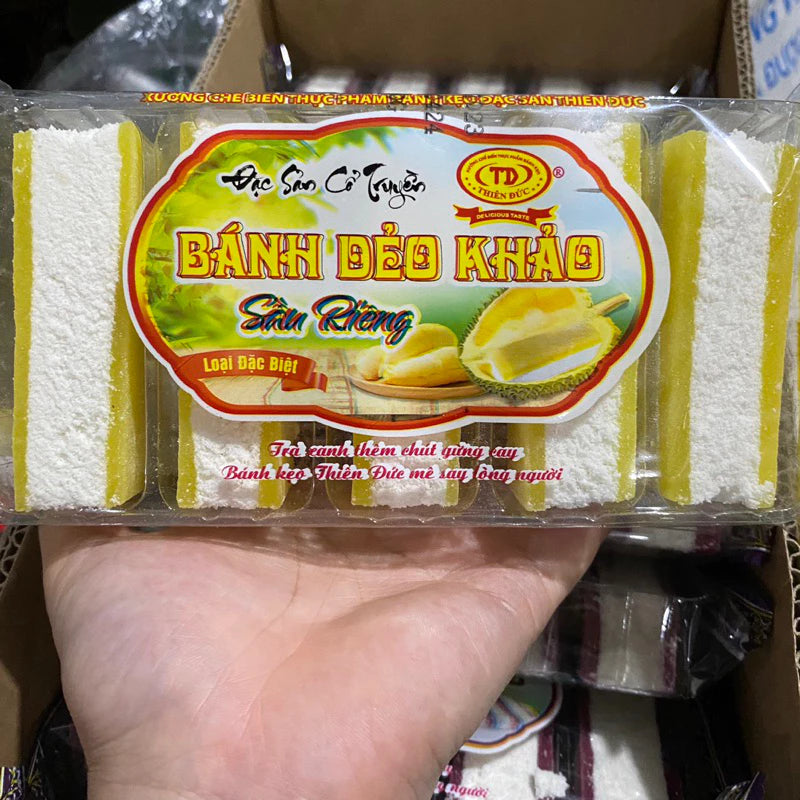 XƯỞNG CHẾ BIẾN THỰC PHẨM BÁNH KẸO ĐẶC SẢN THIÊN ĐỨC
Đặc Sản Cổ Truyền
TD
THIÊN ĐỨC
®
DELICIOUS TASTE
BÁNH DẺO KHẢO
Sầu Riêng
Loại Đặc Biệt
Trà xanh thêm chút gừng cay
Bánh kẹo Thiên Đức mê say lòng người